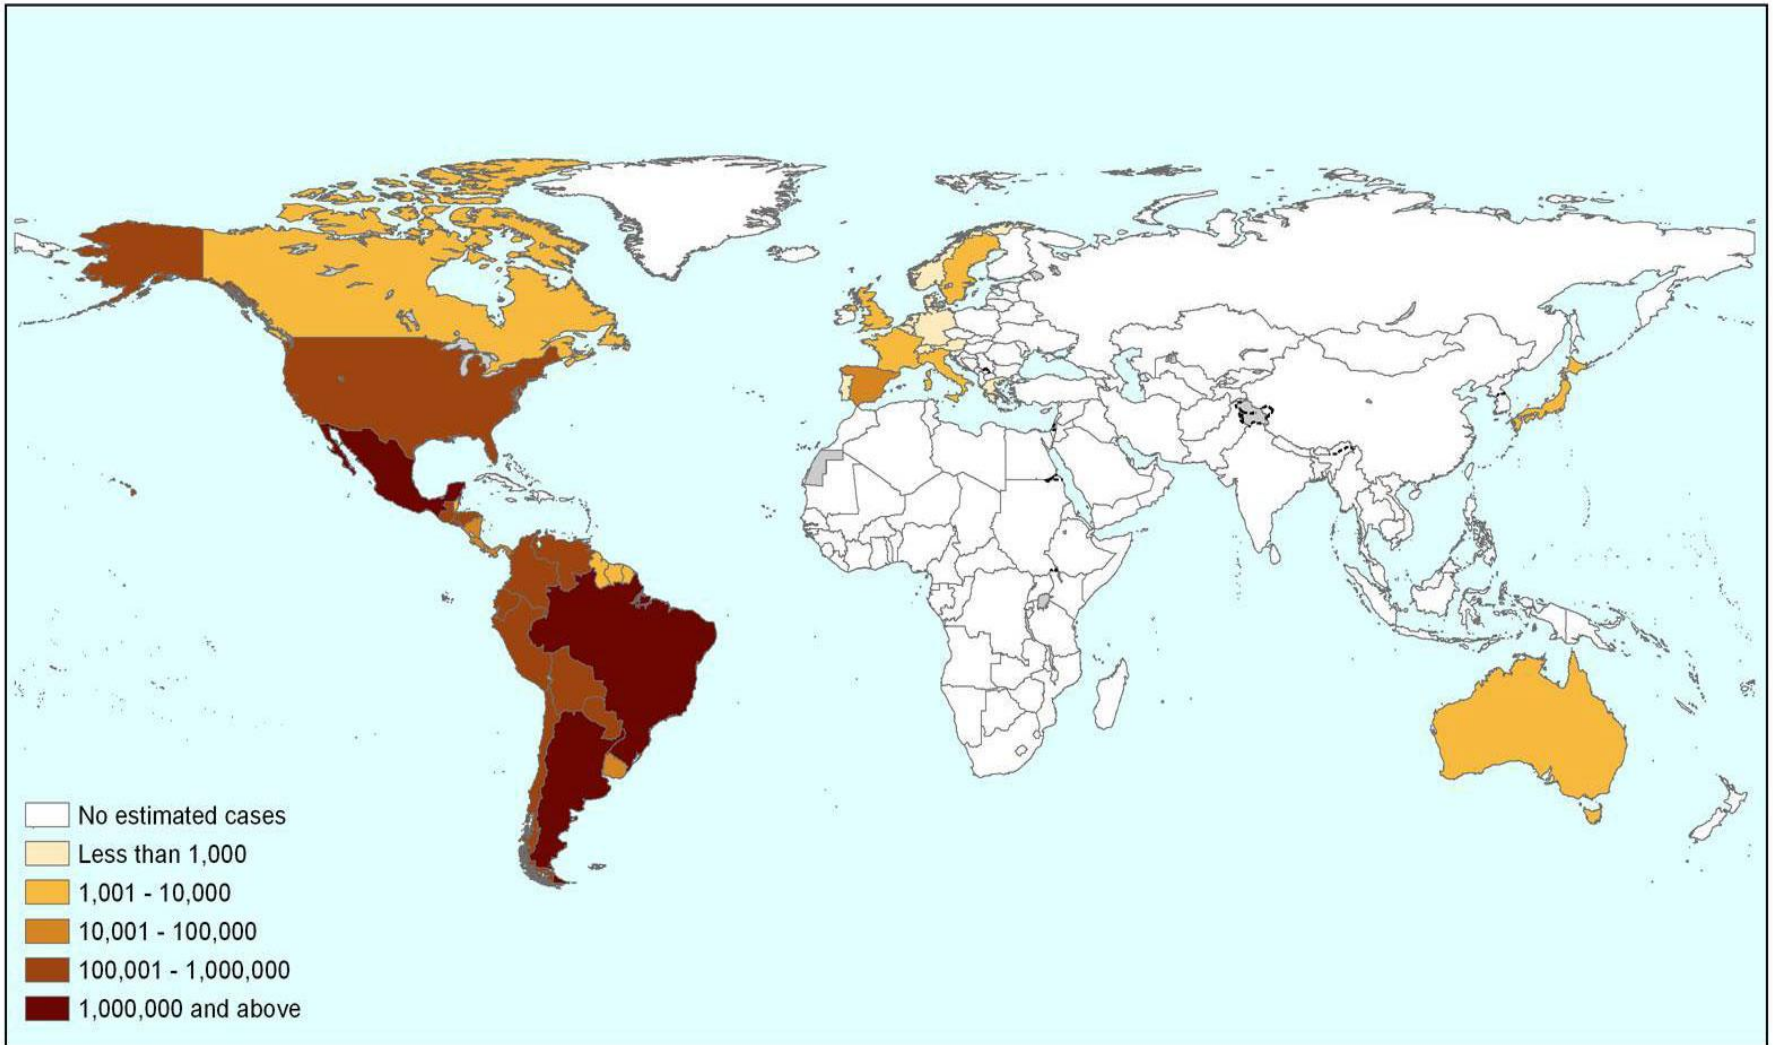 No estimated cases
Less than 1,000
1,001 - 10,000
10,001 - 100,000
100,001 - 1,000,000
1,000,000 and above